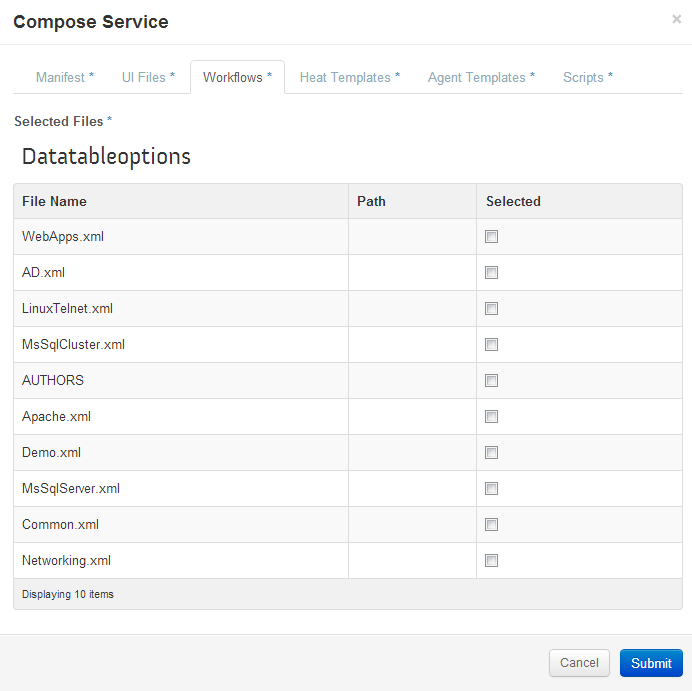 Compose Service ×
Manifest * UI Files * Workflows * Heat Templates * Agent Templates * Scripts *
Selected Files *
Datatableoptions
File Name Path Selected
WebApps.xml
AD.xml
LinuxTelnet.xml
MsSqlCluster.xml
AUTHORS
Apache.xml
Demo.xml
MsSqlServer.xml
Common.xml
Networking.xml
Displaying 10 items
Cancel Submit